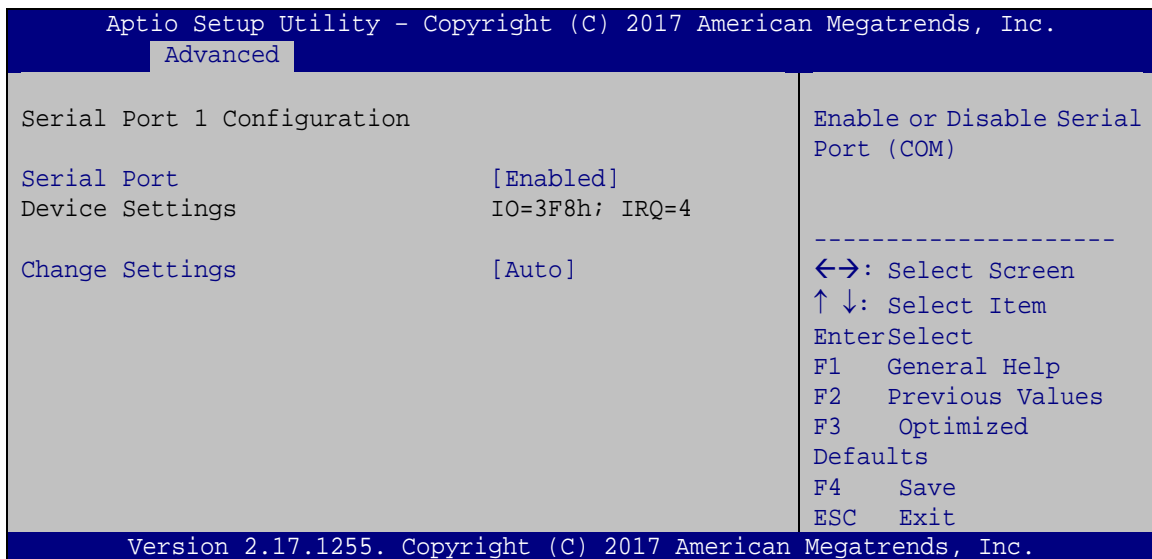 Aptio Setup Utility – Copyright (C) 2017 American Megatrends, Inc.
Advanced
Serial Port 1 Configuration
Serial Port [Enabled]
Device Settings IO=3F8h; IRQ=4
Change Settings [Auto]
Enable or Disable Serial
Port (COM)
---------------------
←→: Select Screen
↑ ↓: Select Item
EnterSelect
F1 General Help
F2 Previous Values
F3 Optimized
Defaults
F4 Save
ESC Exit
Version 2.17.1255. Copyright (C) 2017 American Megatrends, Inc.